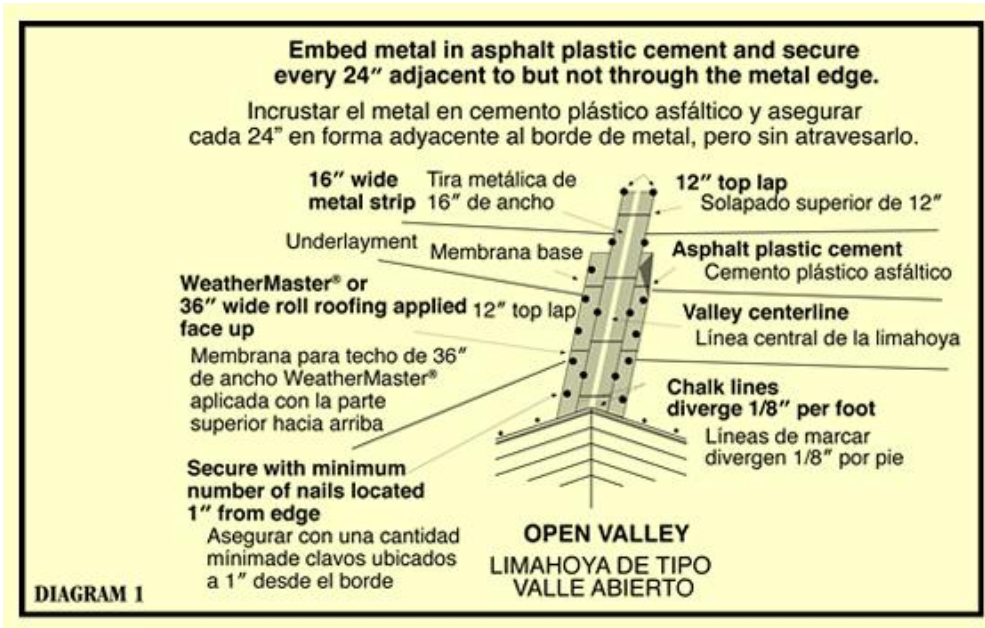 Embed metal in asphalt plastic cement and secure
every 24″ adjacent to but not through the metal edge.
Incrustar el metal en cemento plástico asfáltico y asegurar
cada 24” en forma adyacente al borde de metal, pero sin atravesarlo.
16″ wide
metal strip
Tira metálica de
16″ de ancho
12″ top lap
Solapado superior de 12″
Underlayment
Membrana base
Asphalt plastic cement
Cemento plástico asfáltico
WeatherMaster® or
36″ wide roll roofing applied
face up
12″ top lap
Membrana para techo de 36″
de ancho WeatherMaster®
aplicada con la parte
superior hacia arriba
Valley centerline
Línea central de la limahoya
Chalk lines
diverge 1/8″ per foot
Líneas de marcar
divergen 1/8″ por pie
Secure with minimum
number of nails located
1″ from edge
Asegurar con una cantidad
mínimade clavos ubicados
a 1″ desde el borde
OPEN VALLEY
LIMAHOYA DE TIPO
VALLE ABIERTO
DIAGRAM 1